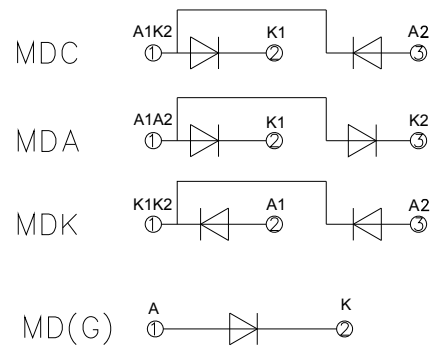 MDC A1K2 1 K1 2 A2 3
MDA A1A2 1 K1 2 K2 3
MDK K1K2 1 A1 2 A2 3
MD(G) A 1 K 2